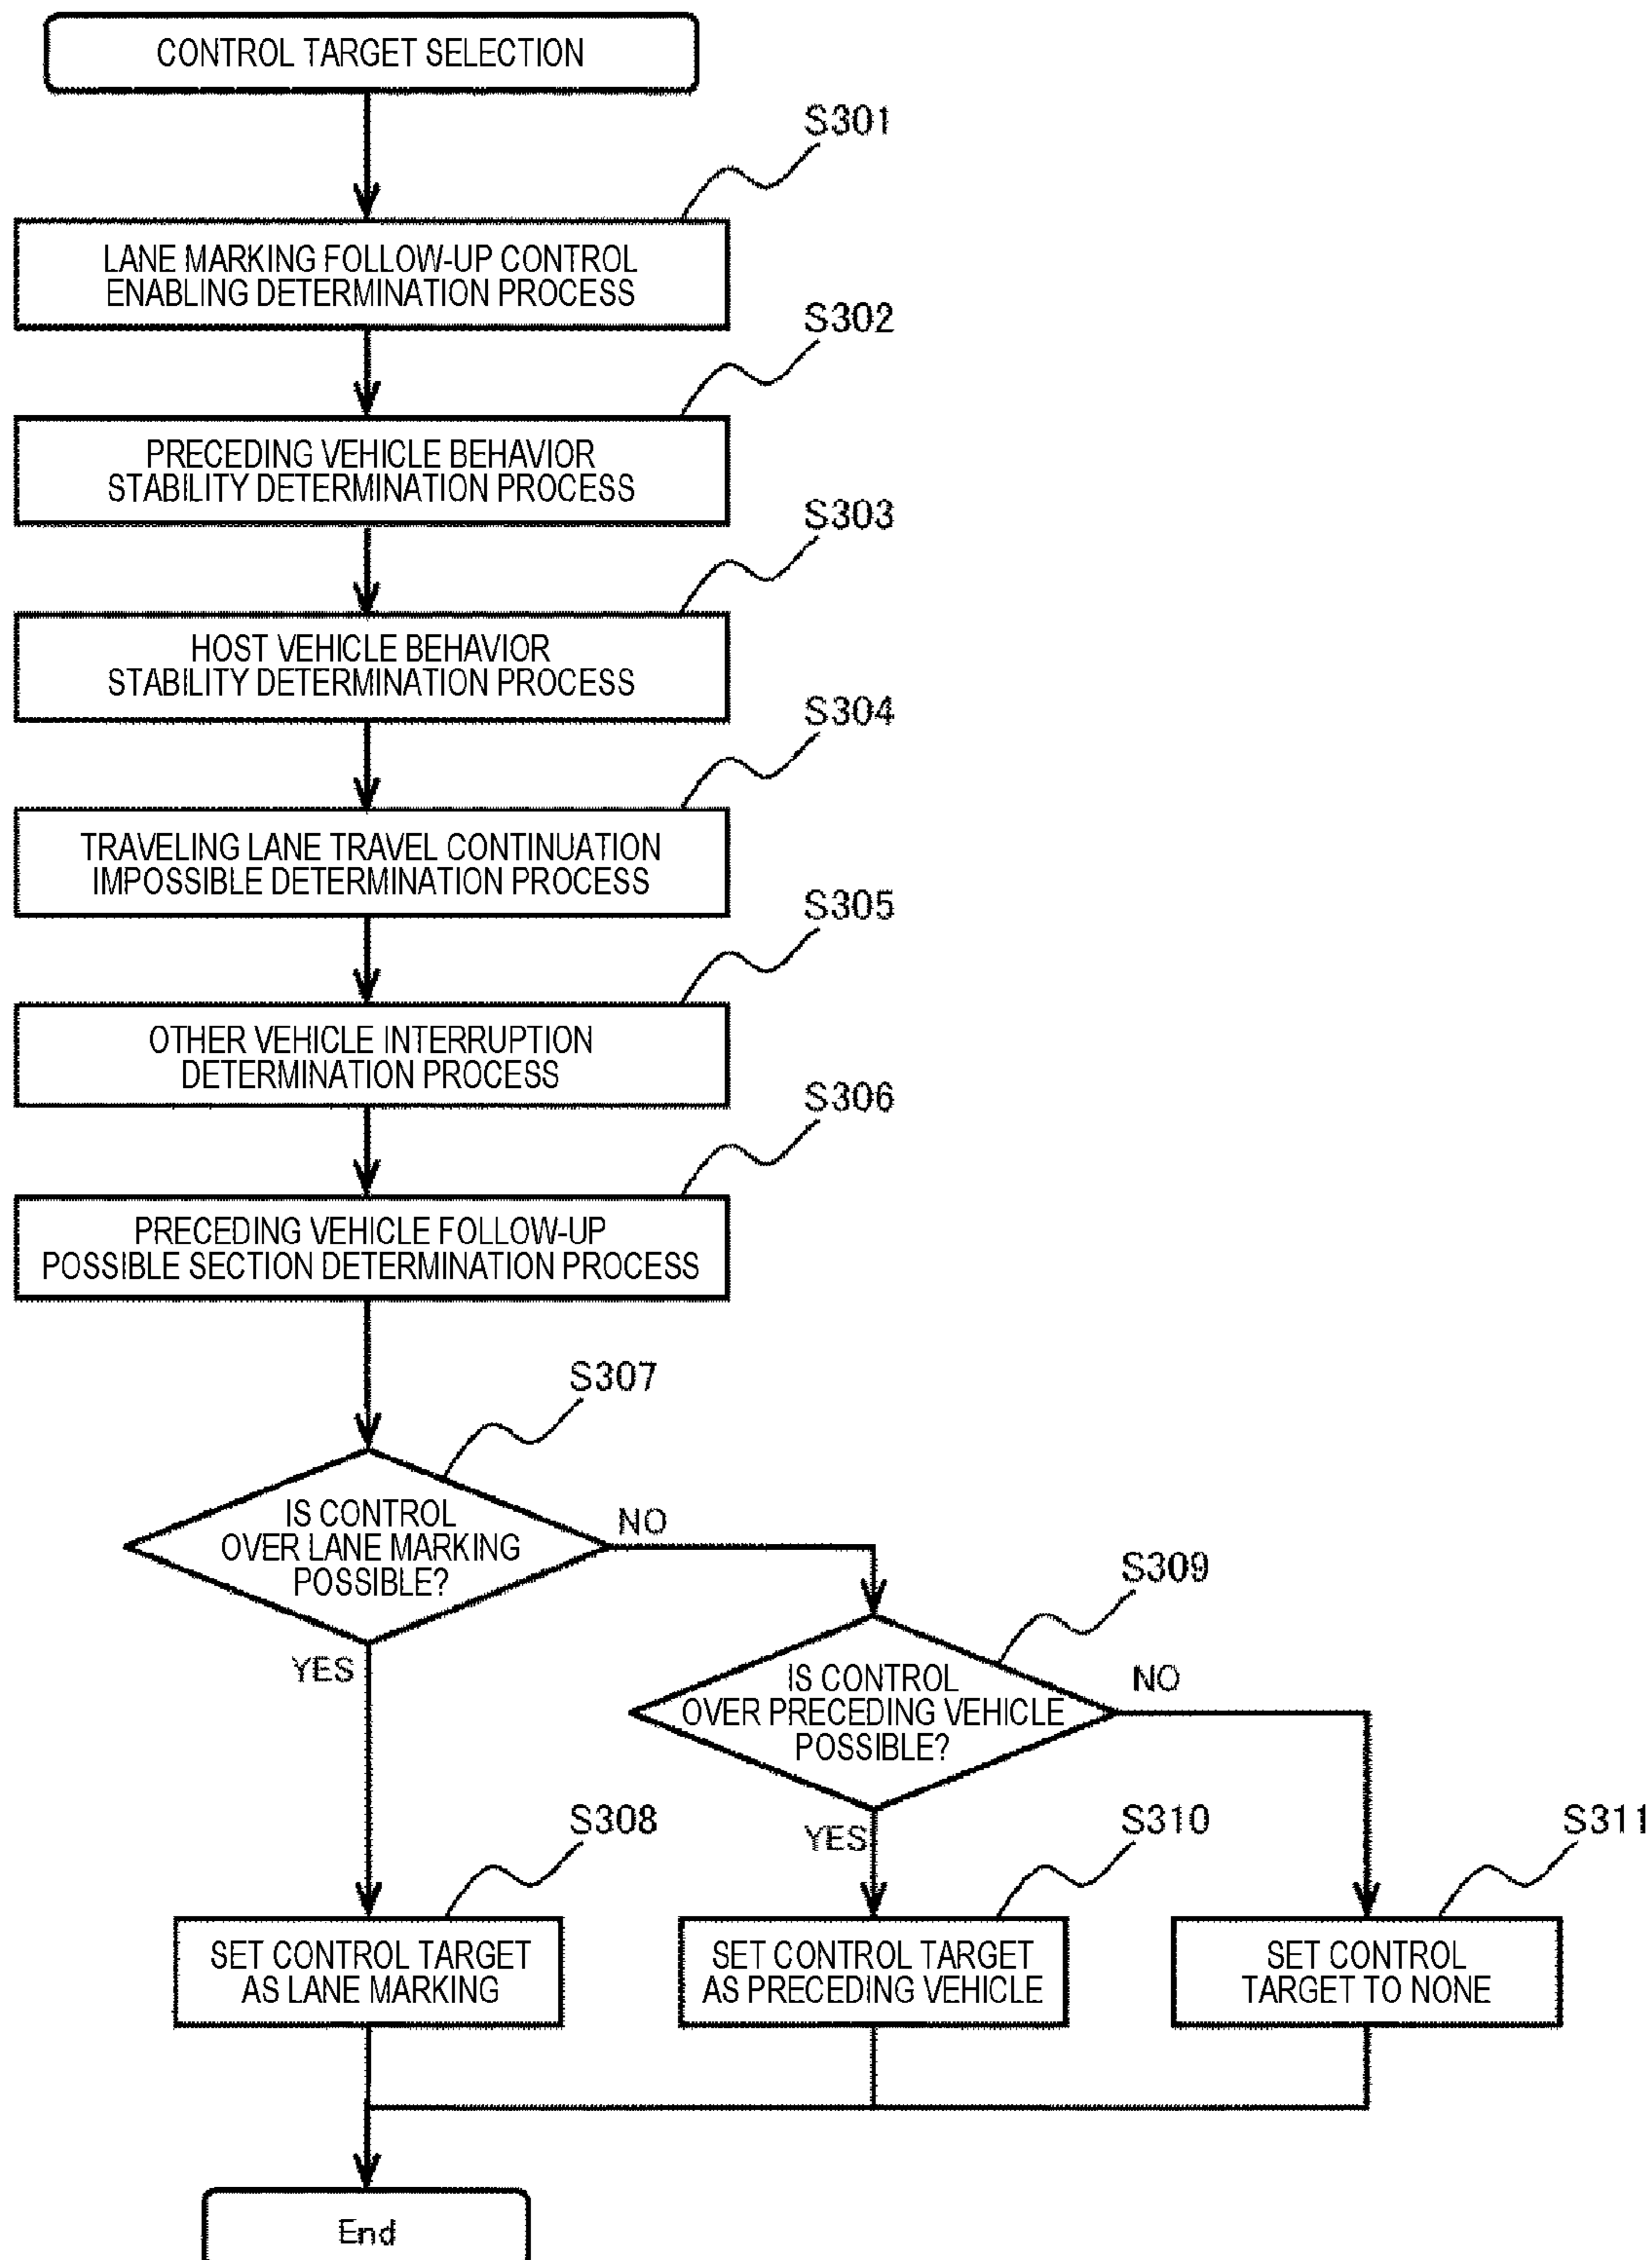 CONTROL TARGET SELECTION
S301
LANE MARKING FOLLOW-UP CONTROL
ENABLING DETERMINATION PROCESS
S302
PRECEDING VEHICLE BEHAVIOR
STABILITY DETERMINATION PROCESS
S303
HOST VEHICLE BEHAVIOR
STABILITY DETERMINATION PROCESS
S304
TRAVELING LANE TRAVEL CONTINUATION
IMPOSSIBLE DETERMINATION PROCESS
S305
OTHER VEHICLE INTERRUPTION
DETERMINATION PROCESS
S306
PRECEDING VEHICLE FOLLOW-UP
POSSIBLE SECTION DETERMINATION PROCESS
S307
IS CONTROL
OVER LANE MARKING
POSSIBLE?
NO
YES
S309
IS CONTROL
OVER PRECEDING VEHICLE
POSSIBLE?
NO
YES
S308
SET CONTROL TARGET
AS LANE MARKING
S310
SET CONTROL TARGET
AS PRECEDING VEHICLE
S311
SET CONTROL
TARGET TO NONE
End